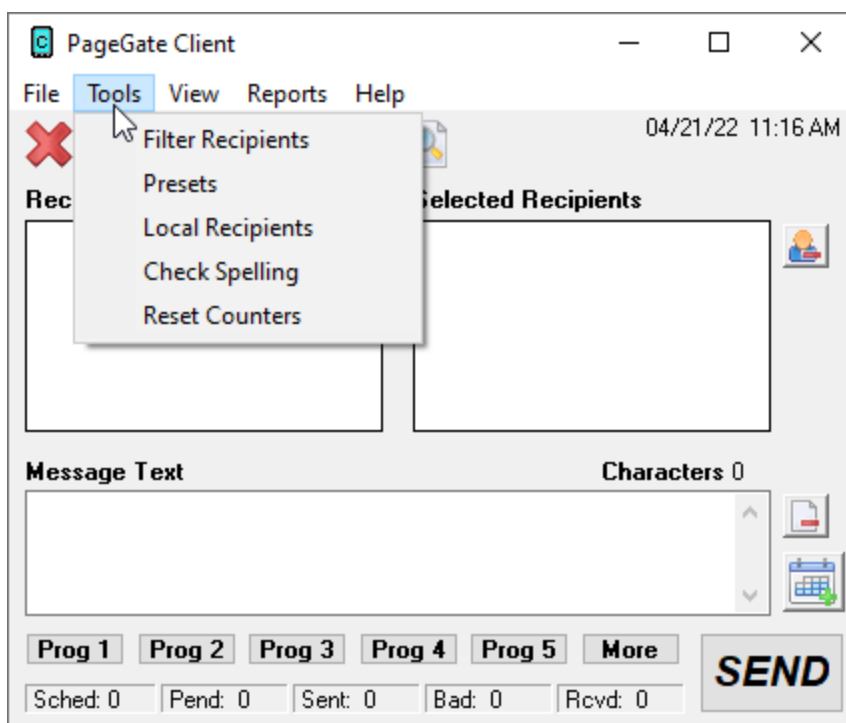 C PageGate Client
File Tools View Reports Help
04/21/22 11:16 AM
Filter Recipients
Presets
Local Recipients
Check Spelling
Reset Counters
Rec
Selected Recipients
Message Text Characters 0
Prog 1 Prog 2 Prog 3 Prog 4 Prog 5 More
SEND
Sched: 0 Pend: 0 Sent: 0 Bad: 0 Rcvd: 0